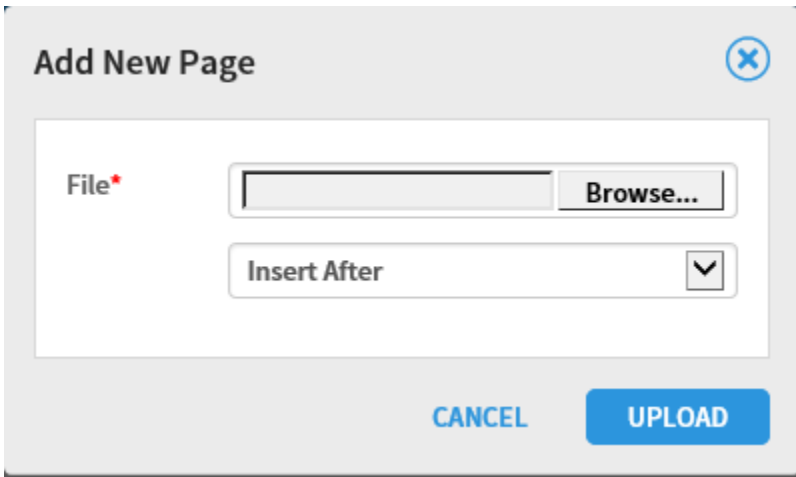 Add New Page
File*
Browse...
Insert After
CANCEL
UPLOAD